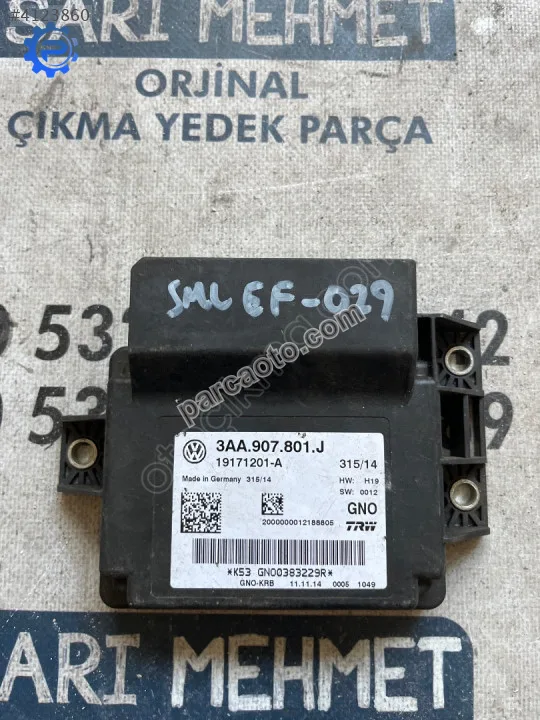 #4123860
SARI MEHMET
ORJİNAL
ÇIKMA YEDEK PARÇA
SML EF-029
parcaoto.com
3AA.907.801.J
19171201-A 315/14
Made in Germany 315/14 HW: H19
SW: 0012
GNO
2000000012188805
TRW
*K53 GNO0383229R*
GNO-KRB 11.11.14 0005 1049
SARI MEHMET